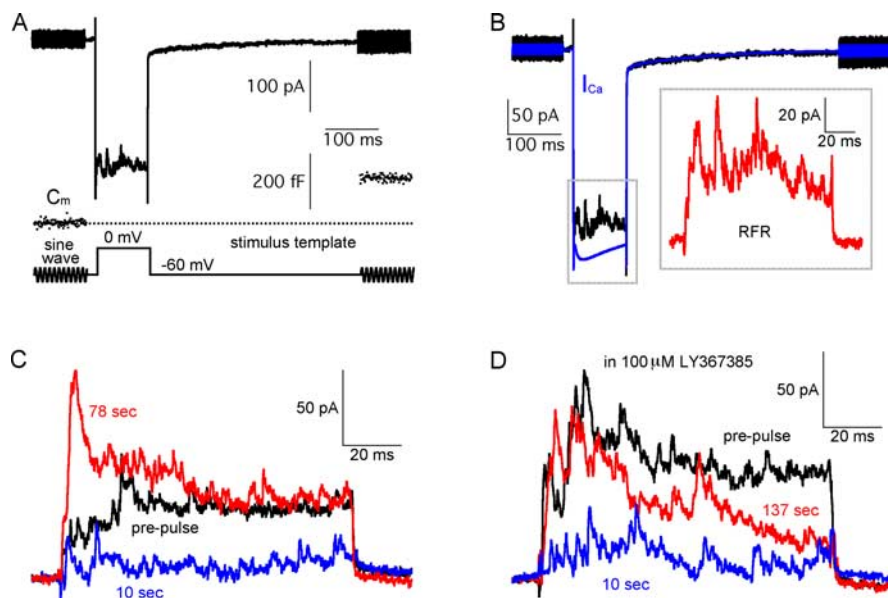 A
100 pA
100 ms
200 fF
Cm
sine
wave
0 mV
-60 mV
stimulus template
B
ICa
50 pA
100 ms
20 pA
20 ms
RFR
C
78 sec
50 pA
20 ms
pre-pulse
10 sec
D
in 100 μM LY367385
50 pA
20 ms
pre-pulse
137 sec
10 sec